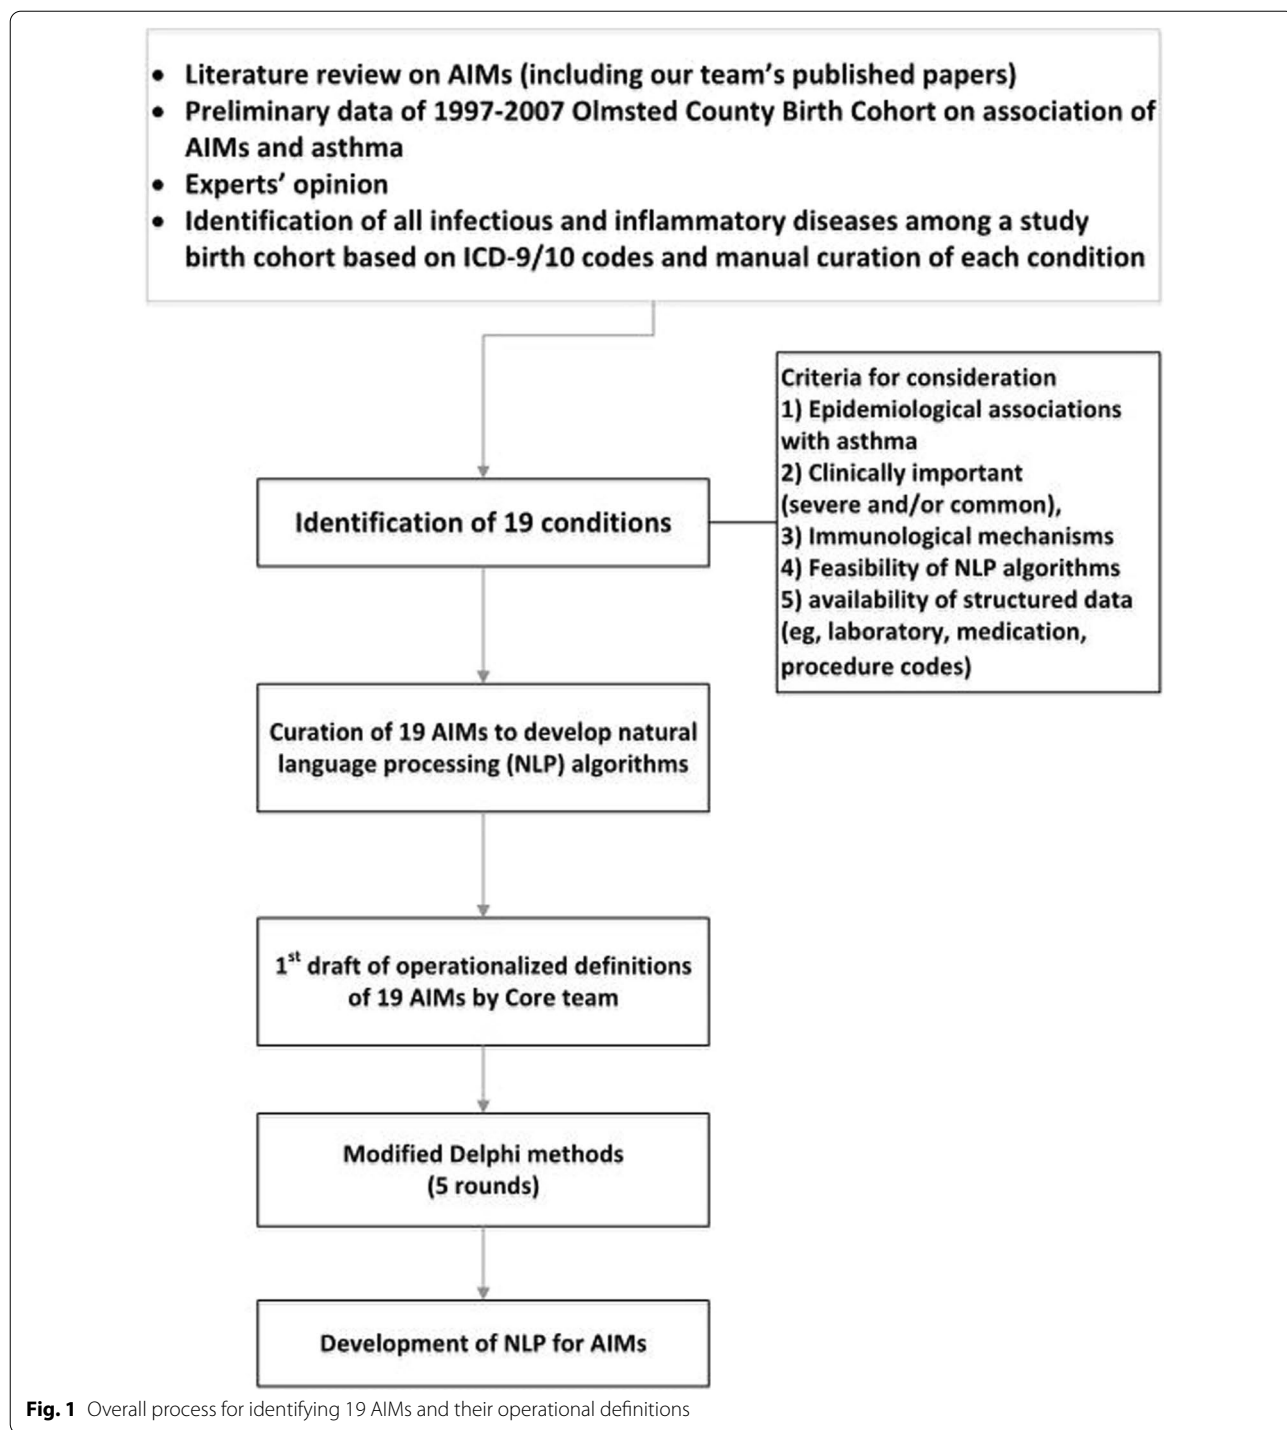 • Literature review on AIMs (including our team's published papers)
• Preliminary data of 1997-2007 Olmsted County Birth Cohort on association of
AIMs and asthma
• Experts' opinion
• Identification of all infectious and inflammatory diseases among a study
birth cohort based on ICD-9/10 codes and manual curation of each condition
Identification of 19 conditions
Criteria for consideration
1) Epidemiological associations
with asthma
2) Clinically important
(severe and/or common),
3) Immunological mechanisms
4) Feasibility of NLP algorithms
5) availability of structured data
(eg, laboratory, medication,
procedure codes)
Curation of 19 AIMs to develop natural
language processing (NLP) algorithms
1st draft of operationalized definitions
of 19 AIMs by Core team
Modified Delphi methods
(5 rounds)
Development of NLP for AIMs
Fig. 1 Overall process for identifying 19 AIMs and their operational definitions